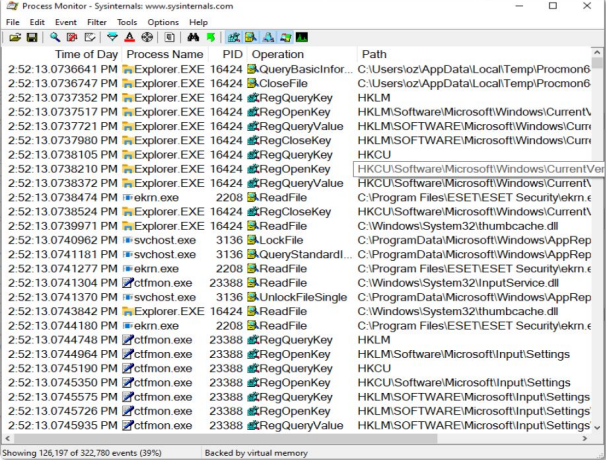 Process Monitor - Sysinternals: www.sysinternals.com
File Edit Event Filter Tools Options Help
Time of Day Process Name PID Operation Path
2:52:13.0736641 PM Explorer.EXE 16424 QueryBasicInfor... C:\Users\oz\AppData\Local\Temp\Procmon6
2:52:13.0736747 PM Explorer.EXE 16424 CloseFile C:\Users\oz\AppData\Local\Temp\Procmon6
2:52:13.0737352 PM Explorer.EXE 16424 RegQueryKey HKLM
2:52:13.0737517 PM Explorer.EXE 16424 RegOpenKey HKLM\Software\Microsoft\Windows\CurrentV
2:52:13.0737721 PM Explorer.EXE 16424 RegQueryValue HKLM\SOFTWARE\Microsoft\Windows\Curre
2:52:13.0737980 PM Explorer.EXE 16424 RegCloseKey HKLM\SOFTWARE\Microsoft\Windows\Curre
2:52:13.0738105 PM Explorer.EXE 16424 RegQueryKey HKCU
2:52:13.0738210 PM Explorer.EXE 16424 RegOpenKey HKCU\Software\Microsoft\Windows\CurrentVer
2:52:13.0738372 PM Explorer.EXE 16424 RegQueryValue HKCU\Software\Microsoft\Windows\CurrentV
2:52:13.0738474 PM ekrn.exe 2208 ReadFile C:\Program Files\ESET\ESET Security\ekrn.e
2:52:13.0738524 PM Explorer.EXE 16424 RegCloseKey HKCU\Software\Microsoft\Windows\CurrentV
2:52:13.0739971 PM Explorer.EXE 16424 ReadFile C:\Windows\System32\thumbcache.dll
2:52:13.0740962 PM svchost.exe 3136 LockFile C:\ProgramData\Microsoft\Windows\AppRep
2:52:13.0741181 PM svchost.exe 3136 QueryStandardI... C:\ProgramData\Microsoft\Windows\AppRep
2:52:13.0741277 PM ekrn.exe 2208 ReadFile C:\Program Files\ESET\ESET Security\ekrn.e
2:52:13.0741304 PM ctfmon.exe 23388 ReadFile C:\Windows\System32\InputService.dll
2:52:13.0741370 PM svchost.exe 3136 UnlockFileSingle C:\ProgramData\Microsoft\Windows\AppRep
2:52:13.0743842 PM Explorer.EXE 16424 ReadFile C:\Windows\System32\thumbcache.dll
2:52:13.0744180 PM ekrn.exe 2208 ReadFile C:\Program Files\ESET\ESET Security\ekrn.e
2:52:13.0744748 PM ctfmon.exe 23388 RegQueryKey HKLM
2:52:13.0744964 PM ctfmon.exe 23388 RegOpenKey HKLM\Software\Microsoft\Input\Settings
2:52:13.0745190 PM ctfmon.exe 23388 RegQueryKey HKCU
2:52:13.0745350 PM ctfmon.exe 23388 RegOpenKey HKCU\Software\Microsoft\Input\Settings
2:52:13.0745575 PM ctfmon.exe 23388 RegQueryKey HKLM\SOFTWARE\Microsoft\Input\Settings
2:52:13.0745726 PM ctfmon.exe 23388 RegOpenKey HKLM\SOFTWARE\Microsoft\Input\Settings\
2:52:13.0745935 PM ctfmon.exe 23388 RegQueryValue HKLM\SOFTWARE\Microsoft\Input\Settings\
Showing 126,197 of 322,780 events (39%) Backed by virtual memory